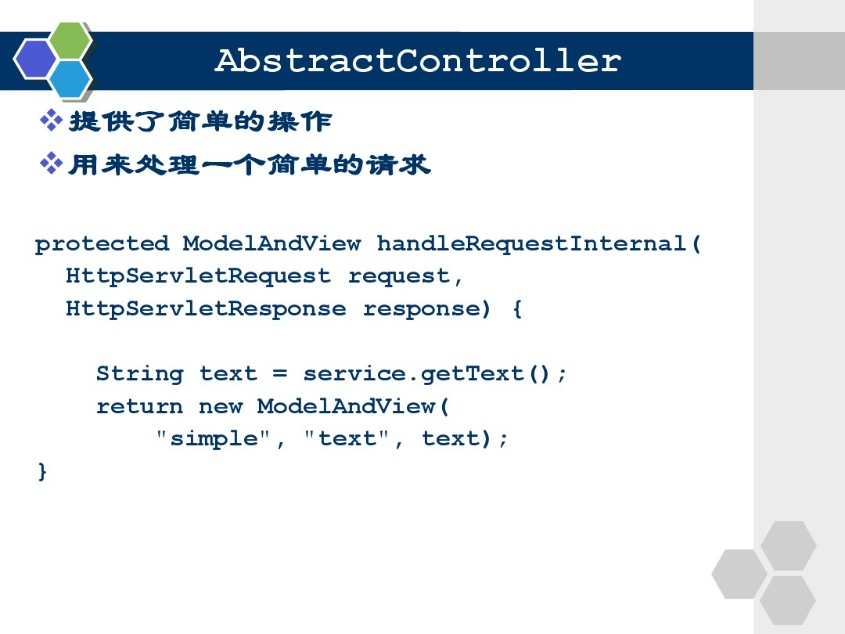 AbstractController
提供了简单的操作
用来处理一个简单的请求
protected ModelAndView handleRequestInternal(
HttpServletRequest request,
HttpServletResponse response) {
String text = service.getText();
return new ModelAndView(
"simple", "text", text);
}